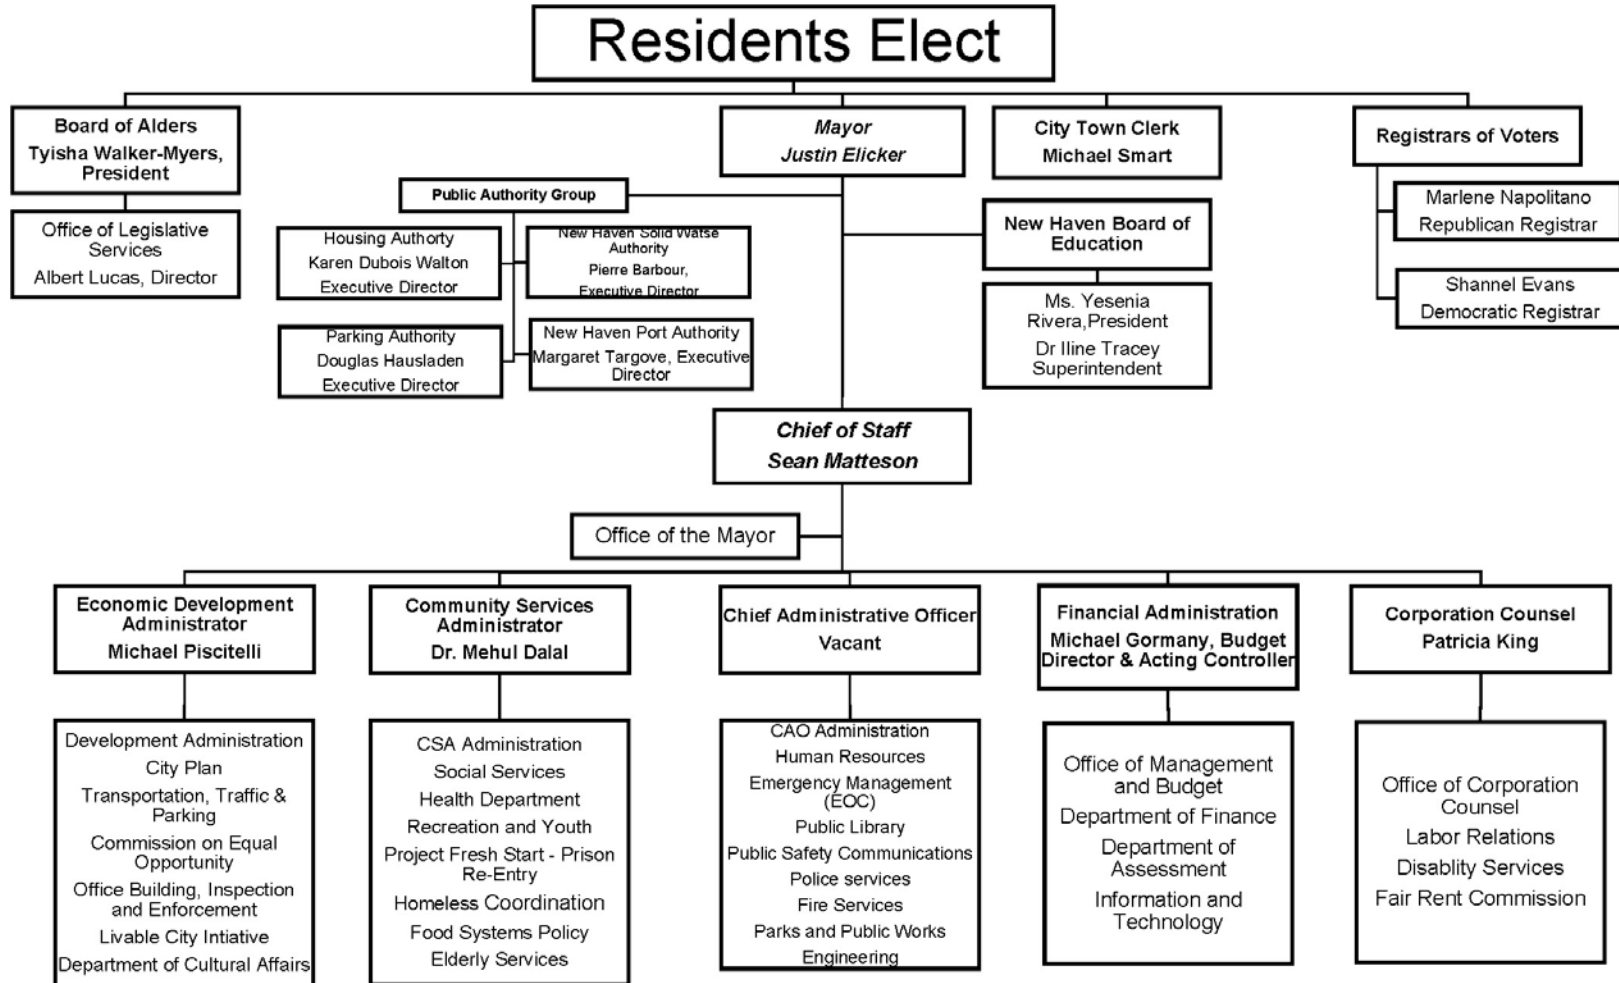 Residents Elect
Board of Alders
Tyisha Walker-Myers,
President
Office of Legislative
Services
Albert Lucas, Director
Mayor
Justin Elicker
City Town Clerk
Michael Smart
Registrars of Voters
Marlene Napolitano
Republican Registrar
Shannel Evans
Democratic Registrar
Public Authority Group
Housing Authorty
Karen Dubois Walton
Executive Director
New Haven Solid Watse
Authority
Pierre Barbour,
Executive Director
Parking Authority
Douglas Hausladen
Executive Director
New Haven Port Authority
Margaret Targove, Executive
Director
New Haven Board of
Education
Ms. Yesenia
Rivera,President
Dr Iline Tracey
Superintendent
Chief of Staff
Sean Matteson
Office of the Mayor
Economic Development
Administrator
Michael Piscitelli
Development Administration
City Plan
Transportation, Traffic &
Parking
Commission on Equal
Opportunity
Office Building, Inspection
and Enforcement
Livable City Intiative
Department of Cultural Affairs
Community Services
Administrator
Dr. Mehul Dalal
CSA Administration
Social Services
Health Department
Recreation and Youth
Project Fresh Start - Prison
Re-Entry
Homeless Coordination
Food Systems Policy
Elderly Services
Chief Administrative Officer
Vacant
CAO Administration
Human Resources
Emergency Management
(EOC)
Public Library
Public Safety Communications
Police services
Fire Services
Parks and Public Works
Engineering
Financial Administration
Michael Gormany, Budget
Director & Acting Controller
Office of Management
and Budget
Department of Finance
Department of
Assessment
Information and
Technology
Corporation Counsel
Patricia King
Office of Corporation
Counsel
Labor Relations
Disablity Services
Fair Rent Commission